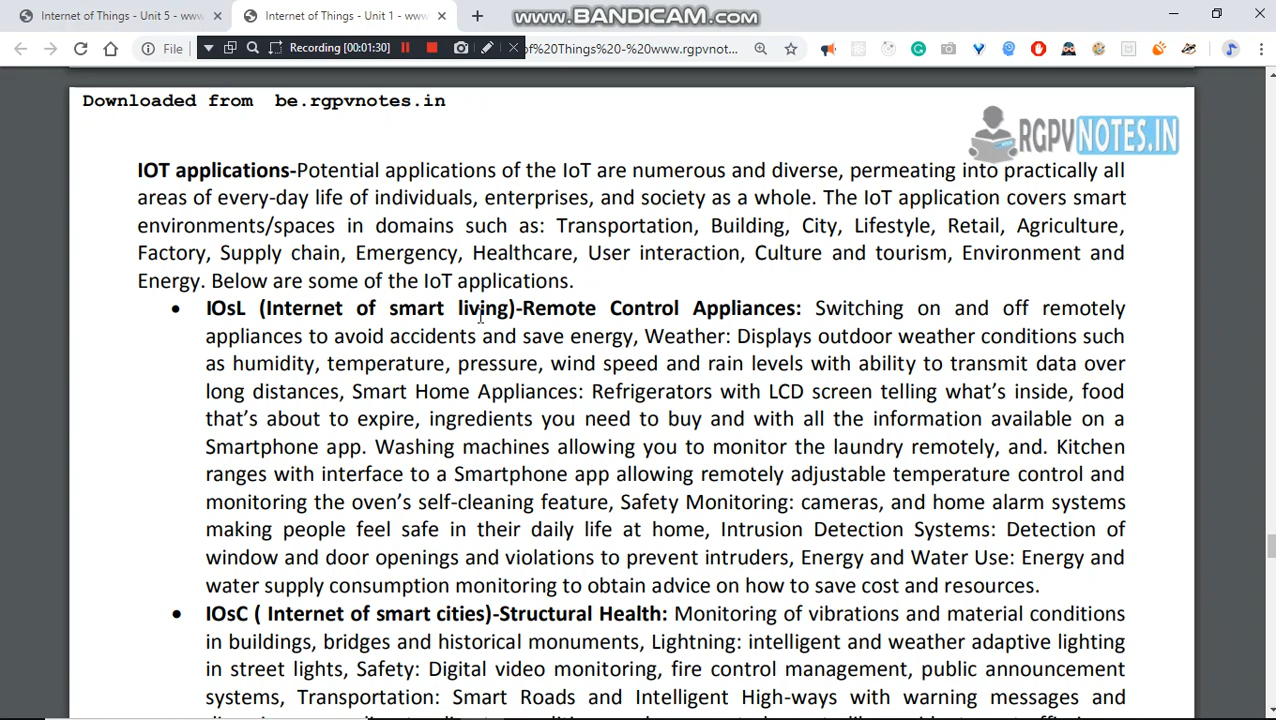 Internet of Things - Unit 5 - www
Internet of Things - Unit 1 - www
www.BANDICAM.com
File
Recording [00:01:30]
of%20Things%20-%20www.rgpvnot...
Downloaded from be.rgpvnotes.in
RGPVNOTES.IN
IOT applications-Potential applications of the IoT are numerous and diverse, permeating into practically all
areas of every-day life of individuals, enterprises, and society as a whole. The IoT application covers smart
environments/spaces in domains such as: Transportation, Building, City, Lifestyle, Retail, Agriculture,
Factory, Supply chain, Emergency, Healthcare, User interaction, Culture and tourism, Environment and
Energy. Below are some of the IoT applications.
• IOsL (Internet of smart living)-Remote Control Appliances: Switching on and off remotely
appliances to avoid accidents and save energy, Weather: Displays outdoor weather conditions such
as humidity, temperature, pressure, wind speed and rain levels with ability to transmit data over
long distances, Smart Home Appliances: Refrigerators with LCD screen telling what's inside, food
that's about to expire, ingredients you need to buy and with all the information available on a
Smartphone app. Washing machines allowing you to monitor the laundry remotely, and. Kitchen
ranges with interface to a Smartphone app allowing remotely adjustable temperature control and
monitoring the oven's self-cleaning feature, Safety Monitoring: cameras, and home alarm systems
making people feel safe in their daily life at home, Intrusion Detection Systems: Detection of
window and door openings and violations to prevent intruders, Energy and Water Use: Energy and
water supply consumption monitoring to obtain advice on how to save cost and resources.
• IOsC ( Internet of smart cities)-Structural Health: Monitoring of vibrations and material conditions
in buildings, bridges and historical monuments, Lightning: intelligent and weather adaptive lighting
in street lights, Safety: Digital video monitoring, fire control management, public announcement
systems, Transportation: Smart Roads and Intelligent High-ways with warning messages and